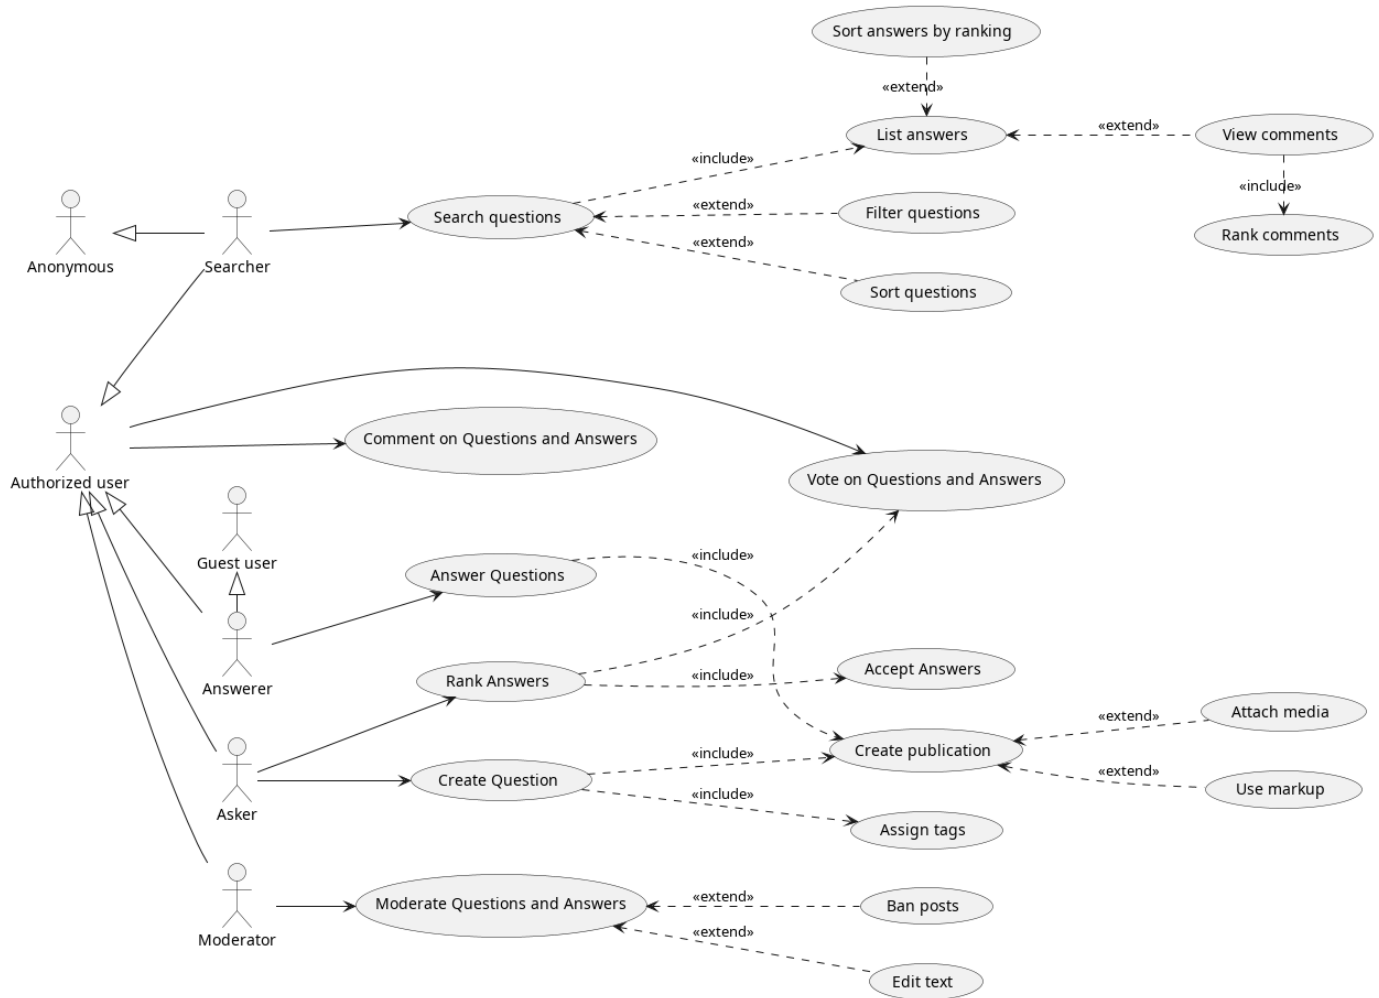 Sort answers by ranking
«extend»
List answers
«extend»
View comments
«include»
«include»
Rank comments
Anonymous
Searcher
Search questions
«extend»
Filter questions
«extend»
Sort questions
Authorized user
Comment on Questions and Answers
Vote on Questions and Answers
Guest user
Answerer
Answer Questions
«include»
«include»
Rank Answers
«include»
Accept Answers
Asker
Create Question
«include»
«include»
Create publication
«extend»
Attach media
«extend»
Use markup
Assign tags
Moderator
Moderate Questions and Answers
«extend»
Ban posts
«extend»
Edit text